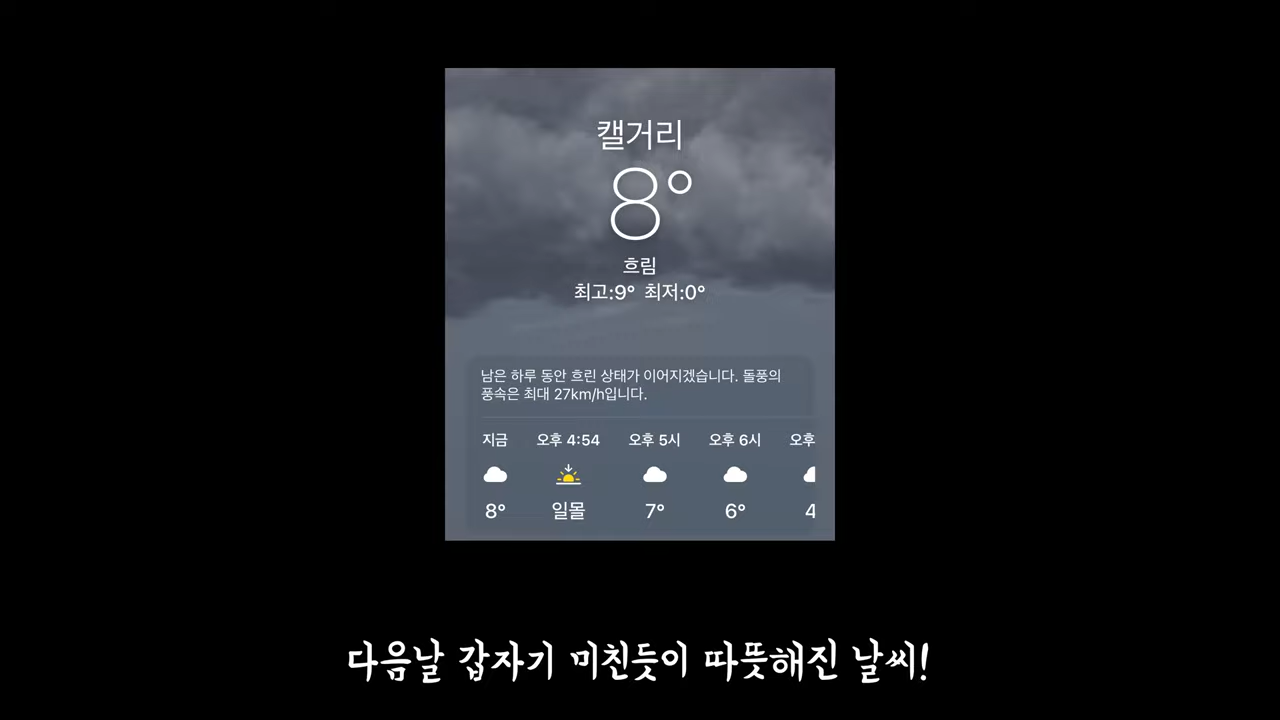 캘거리
8°
흐림
최고:9° 최저:0°
남은 하루 동안 흐린 상태가 이어지겠습니다. 돌풍의
풍속은 최대 27km/h입니다.
지금 오후 4:54 오후 5시 오후 6시 오후
8° 일몰 7° 6° 4
다음날 갑자기 미친듯이 따뜻해진 날씨!